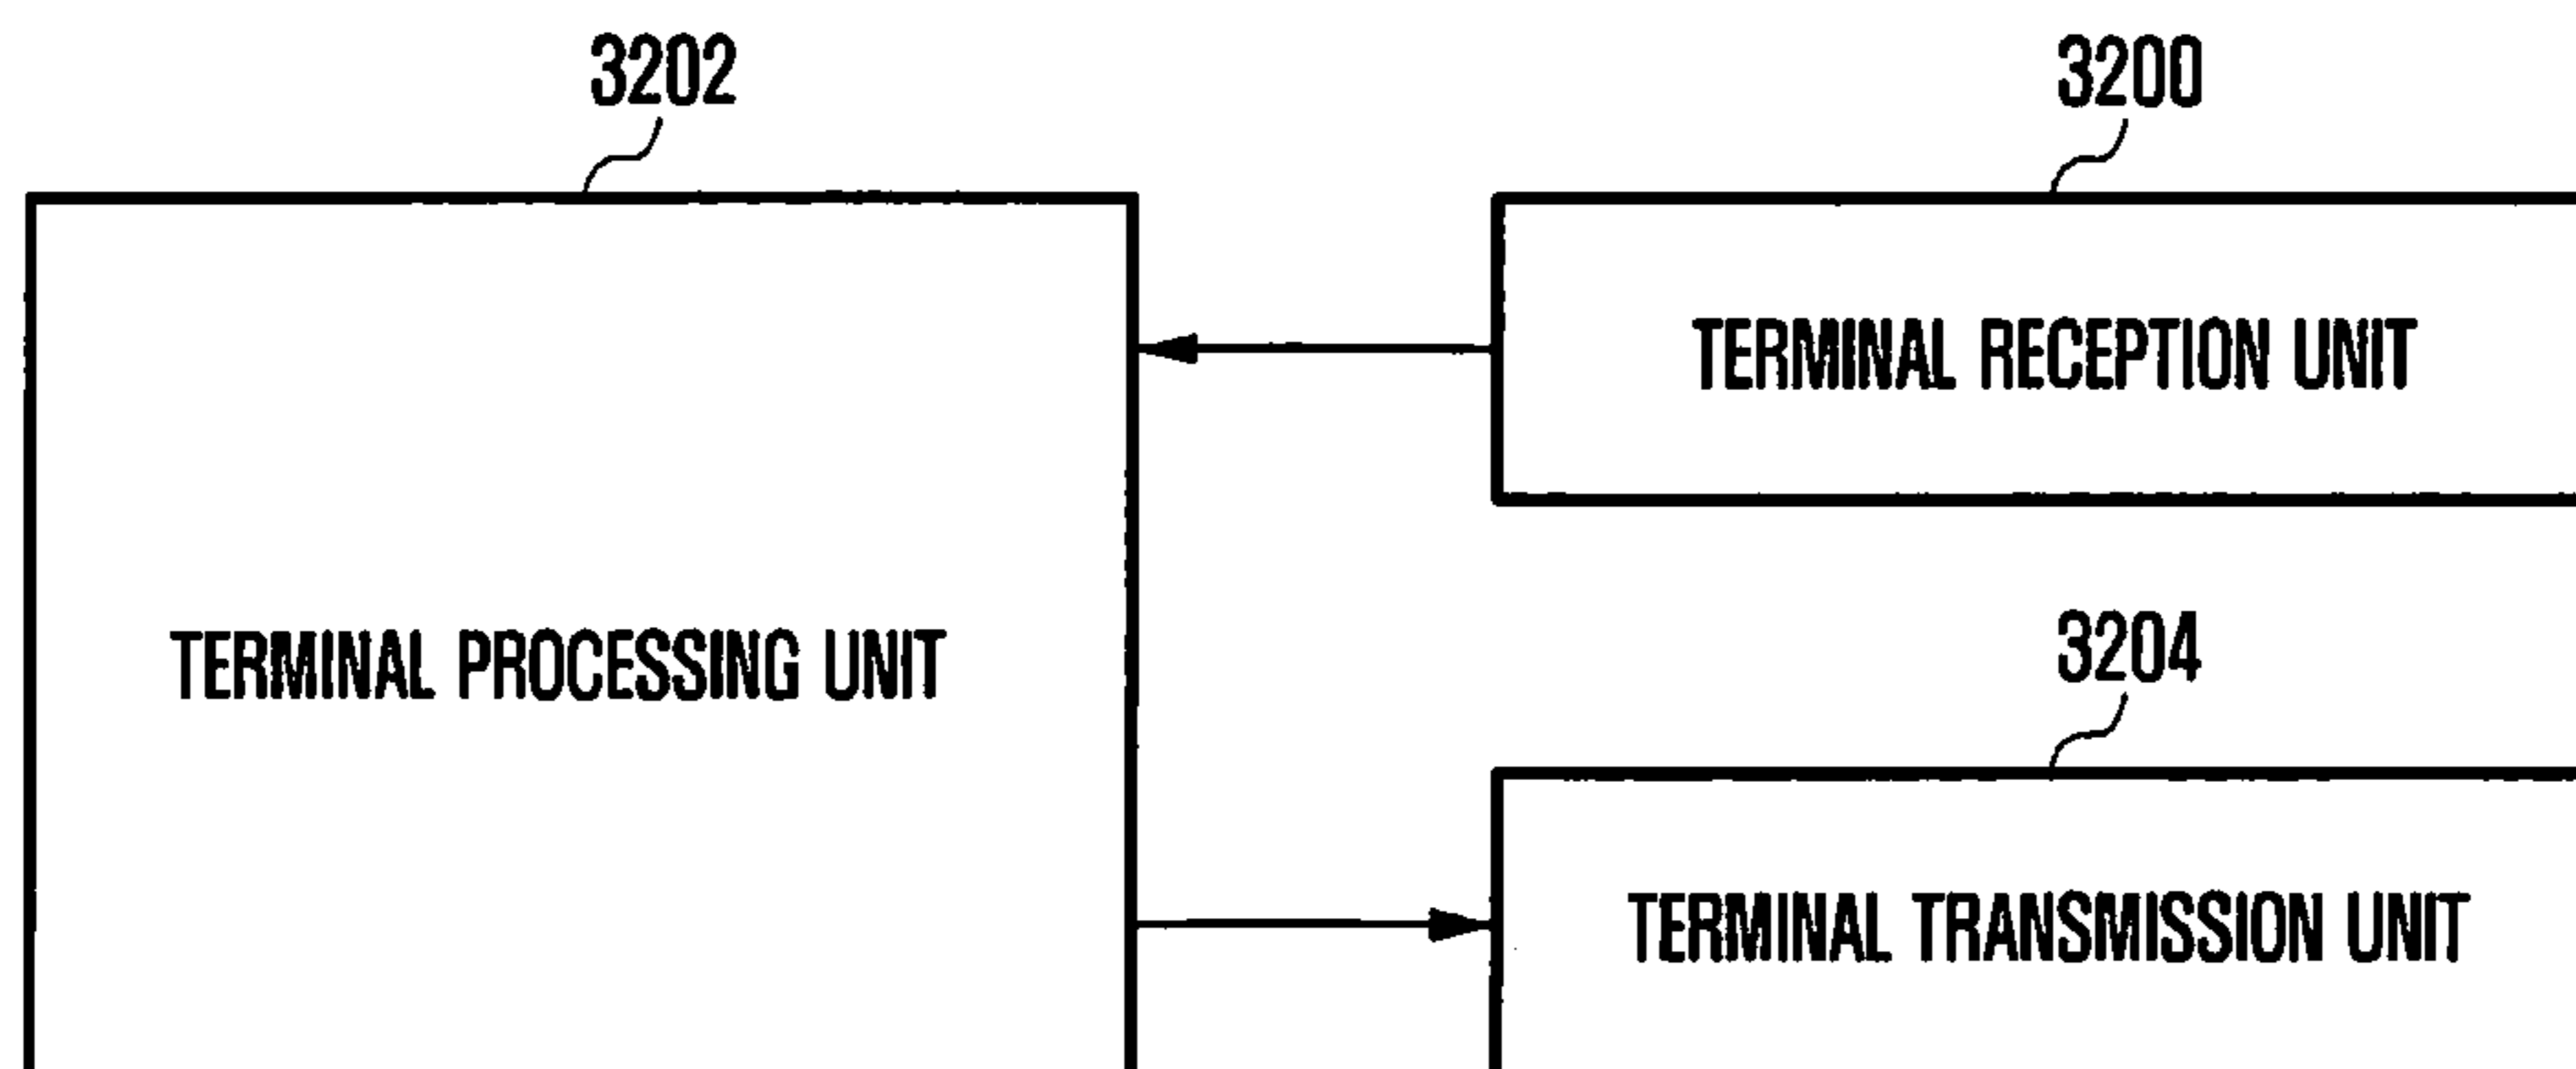 3202
3200
TERMINAL RECEPTION UNIT
TERMINAL PROCESSING UNIT
3204
TERMINAL TRANSMISSION UNIT